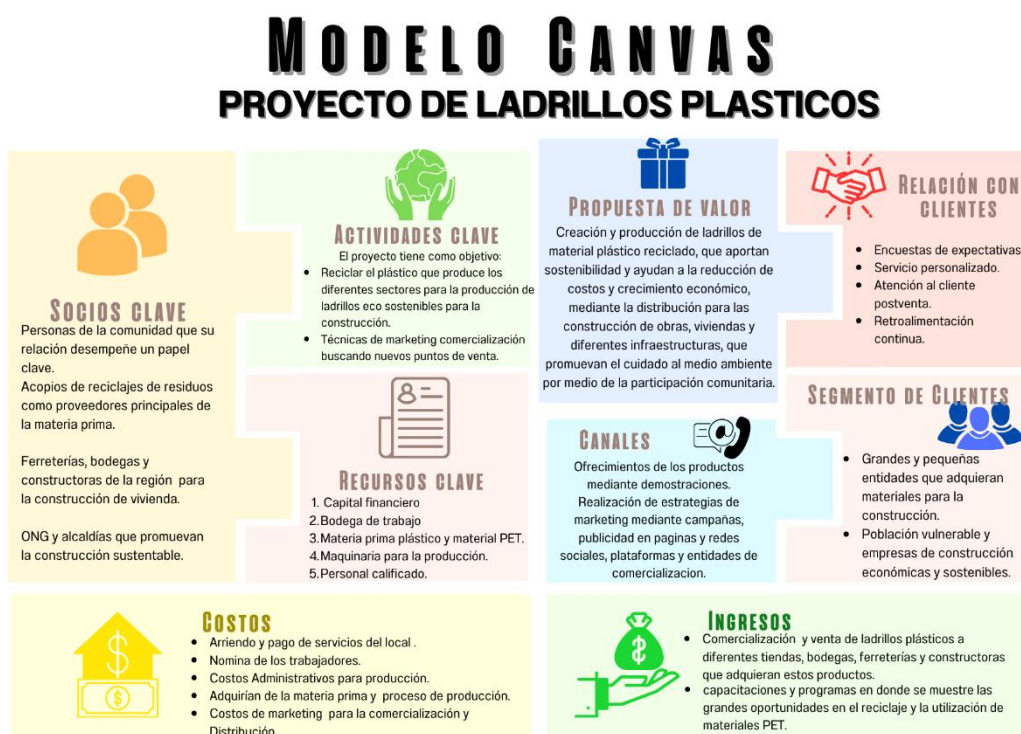 MODELO CANVAS
PROYECTO DE LADRILLOS PLASTICOS
SOCIOS CLAVE
Personas de la comunidad que su
relación desempeñe un papel
clave.
Acopios de reciclajes de residuos
como proveedores principales de
la materia prima.
Ferreterías, bodegas y
constructoras de la región para
la construcción de vivienda.
ONG y alcaldías que promuevan
la construcción sustentable.
ACTIVIDADES CLAVE
El proyecto tiene como objetivo:
• Reciclar el plástico que produce los
diferentes sectores para la producción de
ladrillos eco sostenibles para la
construcción.
• Técnicas de marketing comercialización
buscando nuevos puntos de venta.
RECURSOS CLAVE
1. Capital financiero
2.Bodega de trabajo
3.Materia prima plástico y material PET.
4.Maquinaria para la producción.
5.Personal calificado.
PROPUESTA DE VALOR
Creación y producción de ladrillos de
material plástico reciclado, que aportan
sostenibilidad y ayudan a la reducción de
costos y crecimiento económico,
mediante la distribución para las
construcción de obras, viviendas y
diferentes infraestructuras, que
promuevan el cuidado al medio ambiente
por medio de la participación comunitaria.
CANALES
Ofrecimientos de los productos
mediante demostraciones.
Realización de estrategias de
marketing mediante campañas,
publicidad en paginas y redes
sociales, plataformas y entidades de
comercializacion.
RELACIÓN CON
CLIENTES
• Encuestas de expectativas
• Servicio personalizado.
• Atención al cliente
postventa.
• Retroalimentación
continua.
SEGMENTO DE CLIENTES
• Grandes y pequeñas
entidades que adquieran
materiales para la
construcción.
• Población vulnerable y
empresas de construcción
económicas y sostenibles.
COSTOS
• Arriendo y pago de servicios del local .
• Nomina de los trabajadores.
• Costos Administrativos para producción.
• Adquirían de la materia prima y proceso de producción.
• Costos de marketing para la comercialización y
Distribución
INGRESOS
• Comercialización y venta de ladrillos plásticos a
diferentes tiendas, bodegas, ferreterías y constructoras
que adquieran estos productos.
• capacitaciones y programas en donde se muestre las
grandes oportunidades en el reciclaje y la utilización de
materiales PET.